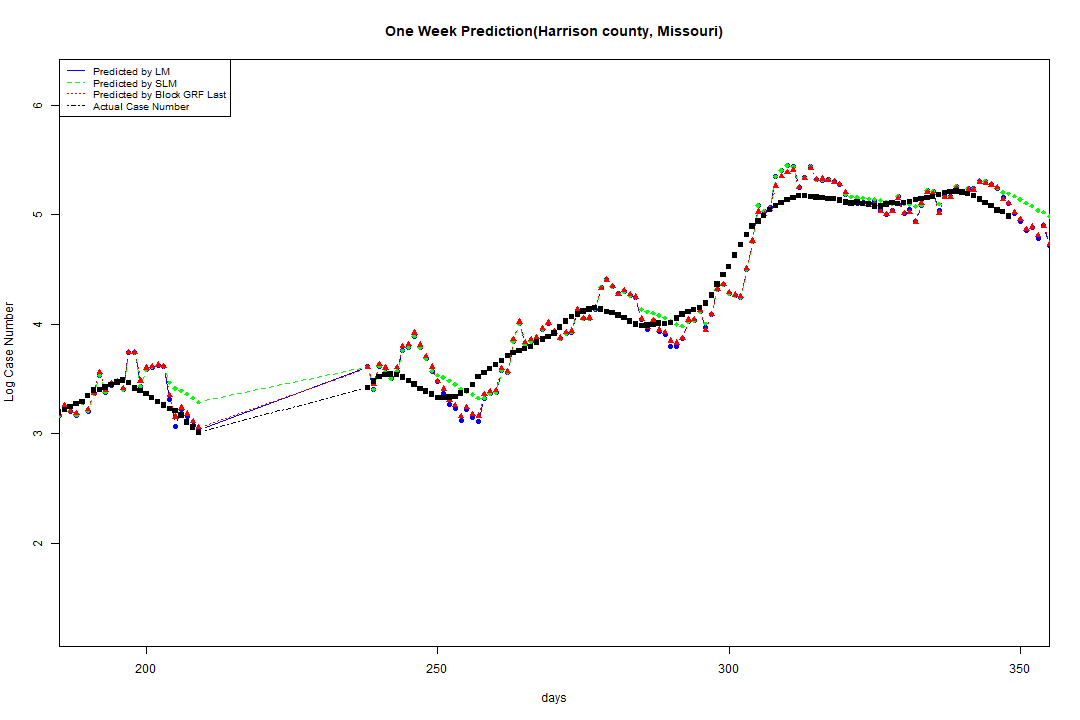 One Week Prediction(Harrison county, Missouri)
Predicted by LM
Predicted by SLM
Predicted by Block GRF Last
Actual Case Number
6
5
4
3
2
Log Case Number
200
250
300
350
days